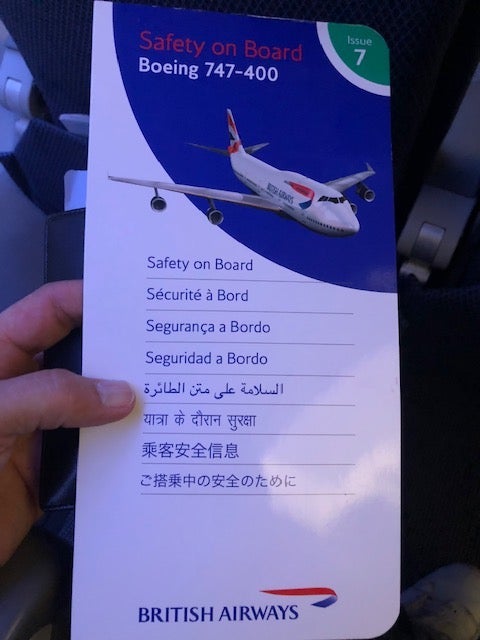 Safety on Board
Boeing 747-400
Issue
7
BRITISH AIRWAYS
Safety on Board
Sécurité à Bord
Segurança a Bordo
Seguridad a Bordo
السلامة على متن الطائرة
यात्रा के दौरान सुरक्षा
乘客安全信息
ご搭乗中の安全のために
BRITISH AIRWAYS